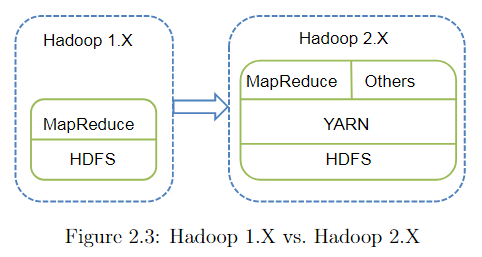 Hadoop 1.X
MapReduce
HDFS
Hadoop 2.X
MapReduce
Others
YARN
HDFS
Figure 2.3: Hadoop 1.X vs. Hadoop 2.X